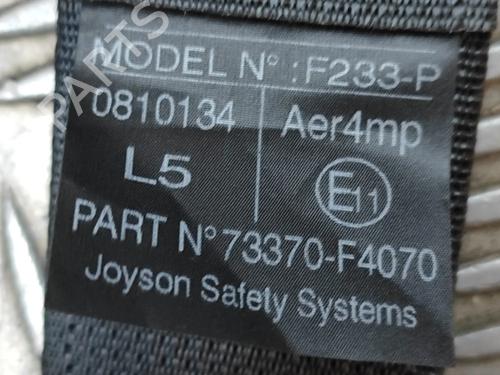 MODEL N° : F233-P
0810134 Aer4mp
L5 E11
PART N° 73370-F4070
Joyson Safety Systems